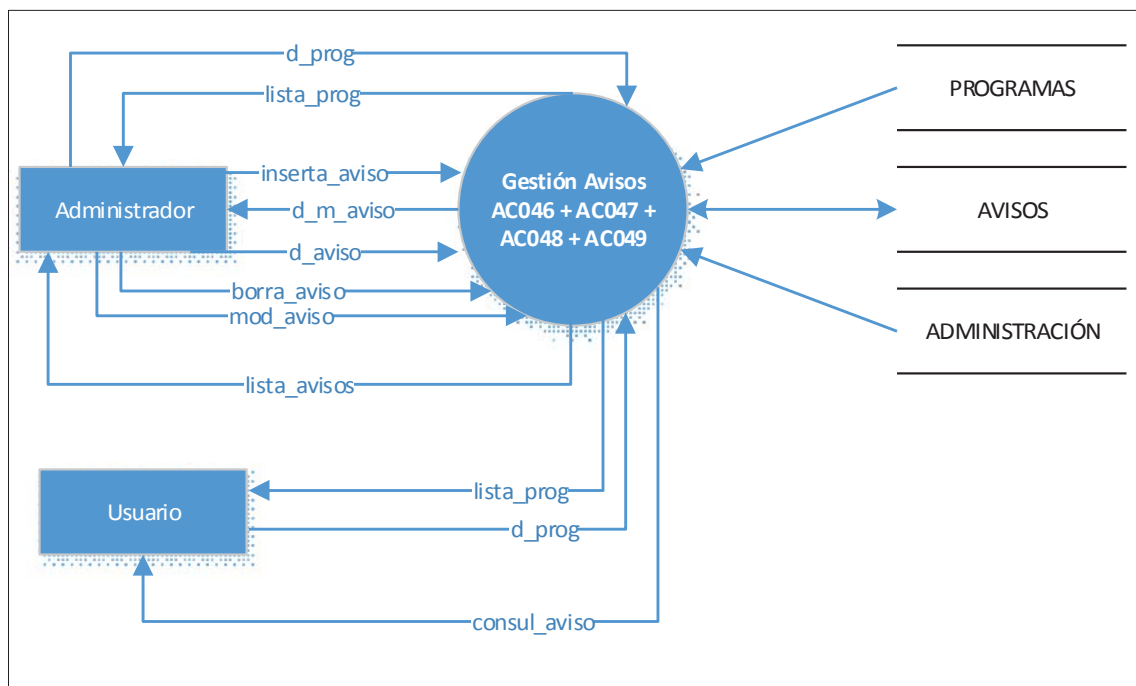 d_prog
lista_prog
PROGRAMAS
inserta_aviso
Gestión Avisos
AC046 + AC047 +
AC048 + AC049
Administrador
d_m_aviso
AVISOS
d_aviso
borra_aviso
mod_aviso
ADMINISTRACIÓN
lista_avisos
lista_prog
Usuario
d_prog
consul_aviso